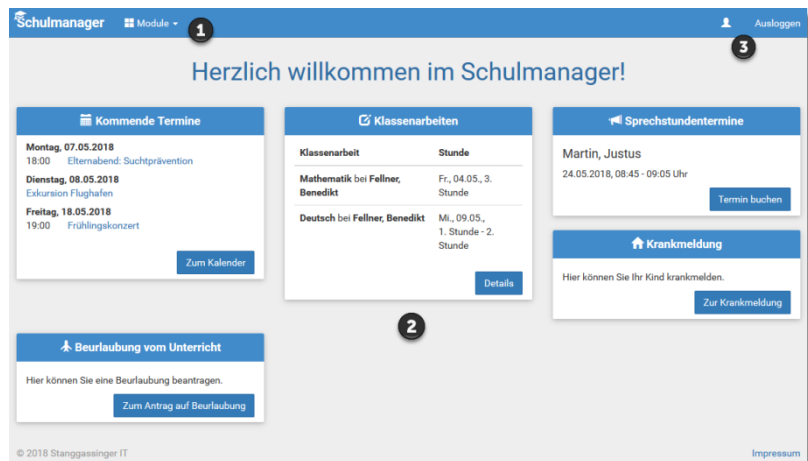 Schulmanager Module 1 Ausloggen
3
Herzlich willkommen im Schulmanager!
Kommende Termine
Montag, 07.05.2018
18:00 Elternabend: Suchtprävention
Dienstag, 08.05.2018
Exkursion Flughafen
Freitag, 18.05.2018
19:00 Frühlingskonzert
Zum Kalender
Klassenarbeiten
Klassenarbeit Stunde
Mathematik bei Fellner, Fr., 04.05., 3.
Benedikt Stunde
Deutsch bei Fellner, Benedikt Mi., 09.05.,
1. Stunde - 2.
Stunde
Details
Sprechstundentermine
Martin, Justus
24.05.2018, 08:45 - 09:05 Uhr
Termin buchen
Krankmeldung
Hier können Sie Ihr Kind krankmelden.
Zur Krankmeldung
2
Beurlaubung vom Unterricht
Hier können Sie eine Beurlaubung beantragen.
Zum Antrag auf Beurlaubung
© 2018 Stanggassinger IT Impressum